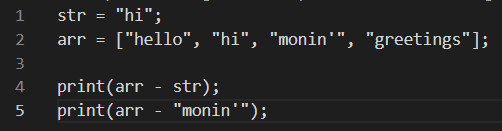 1 str = "hi";
2 arr = ["hello", "hi", "monin'", "greetings"];
3
4 print(arr - str);
5 print(arr - "monin'");